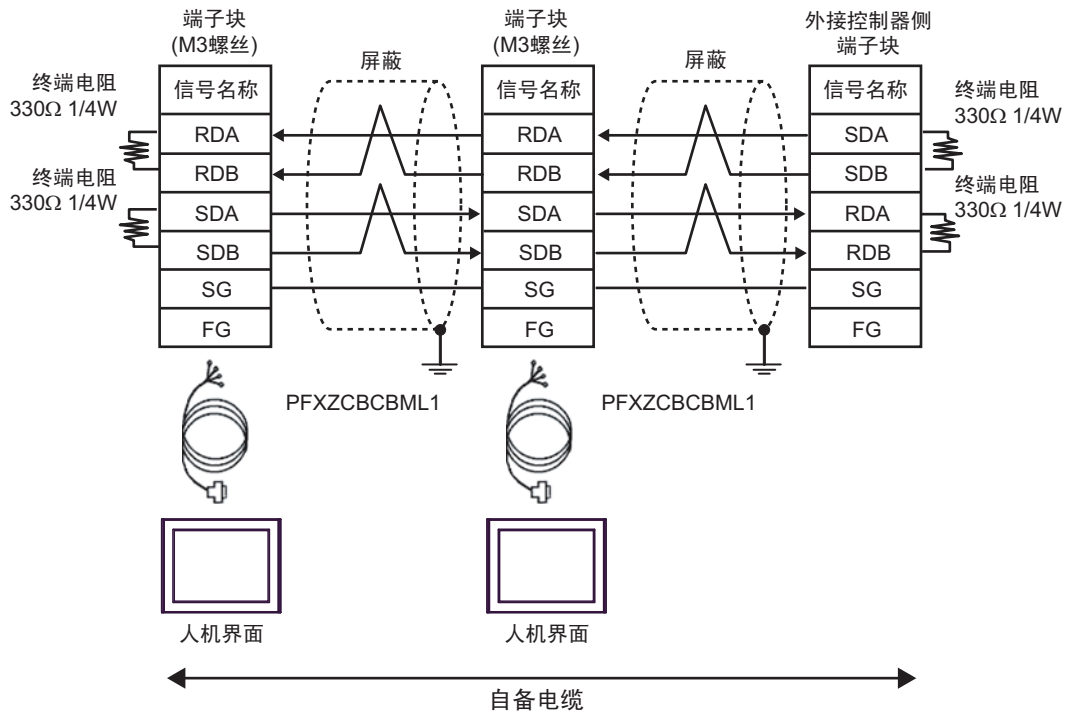 端子块
(M3螺丝)
端子块
(M3螺丝)
外接控制器侧
端子块
屏蔽
屏蔽
终端电阻
330Ω 1/4W
终端电阻
330Ω 1/4W
信号名称
RDA
RDB
SDA
SDB
SG
FG
信号名称
RDA
RDB
SDA
SDB
SG
FG
信号名称
SDA
SDB
RDA
RDB
SG
FG
终端电阻
330Ω 1/4W
终端电阻
330Ω 1/4W
PFXZCBCBML1
PFXZCBCBML1
人机界面
人机界面
自备电缆